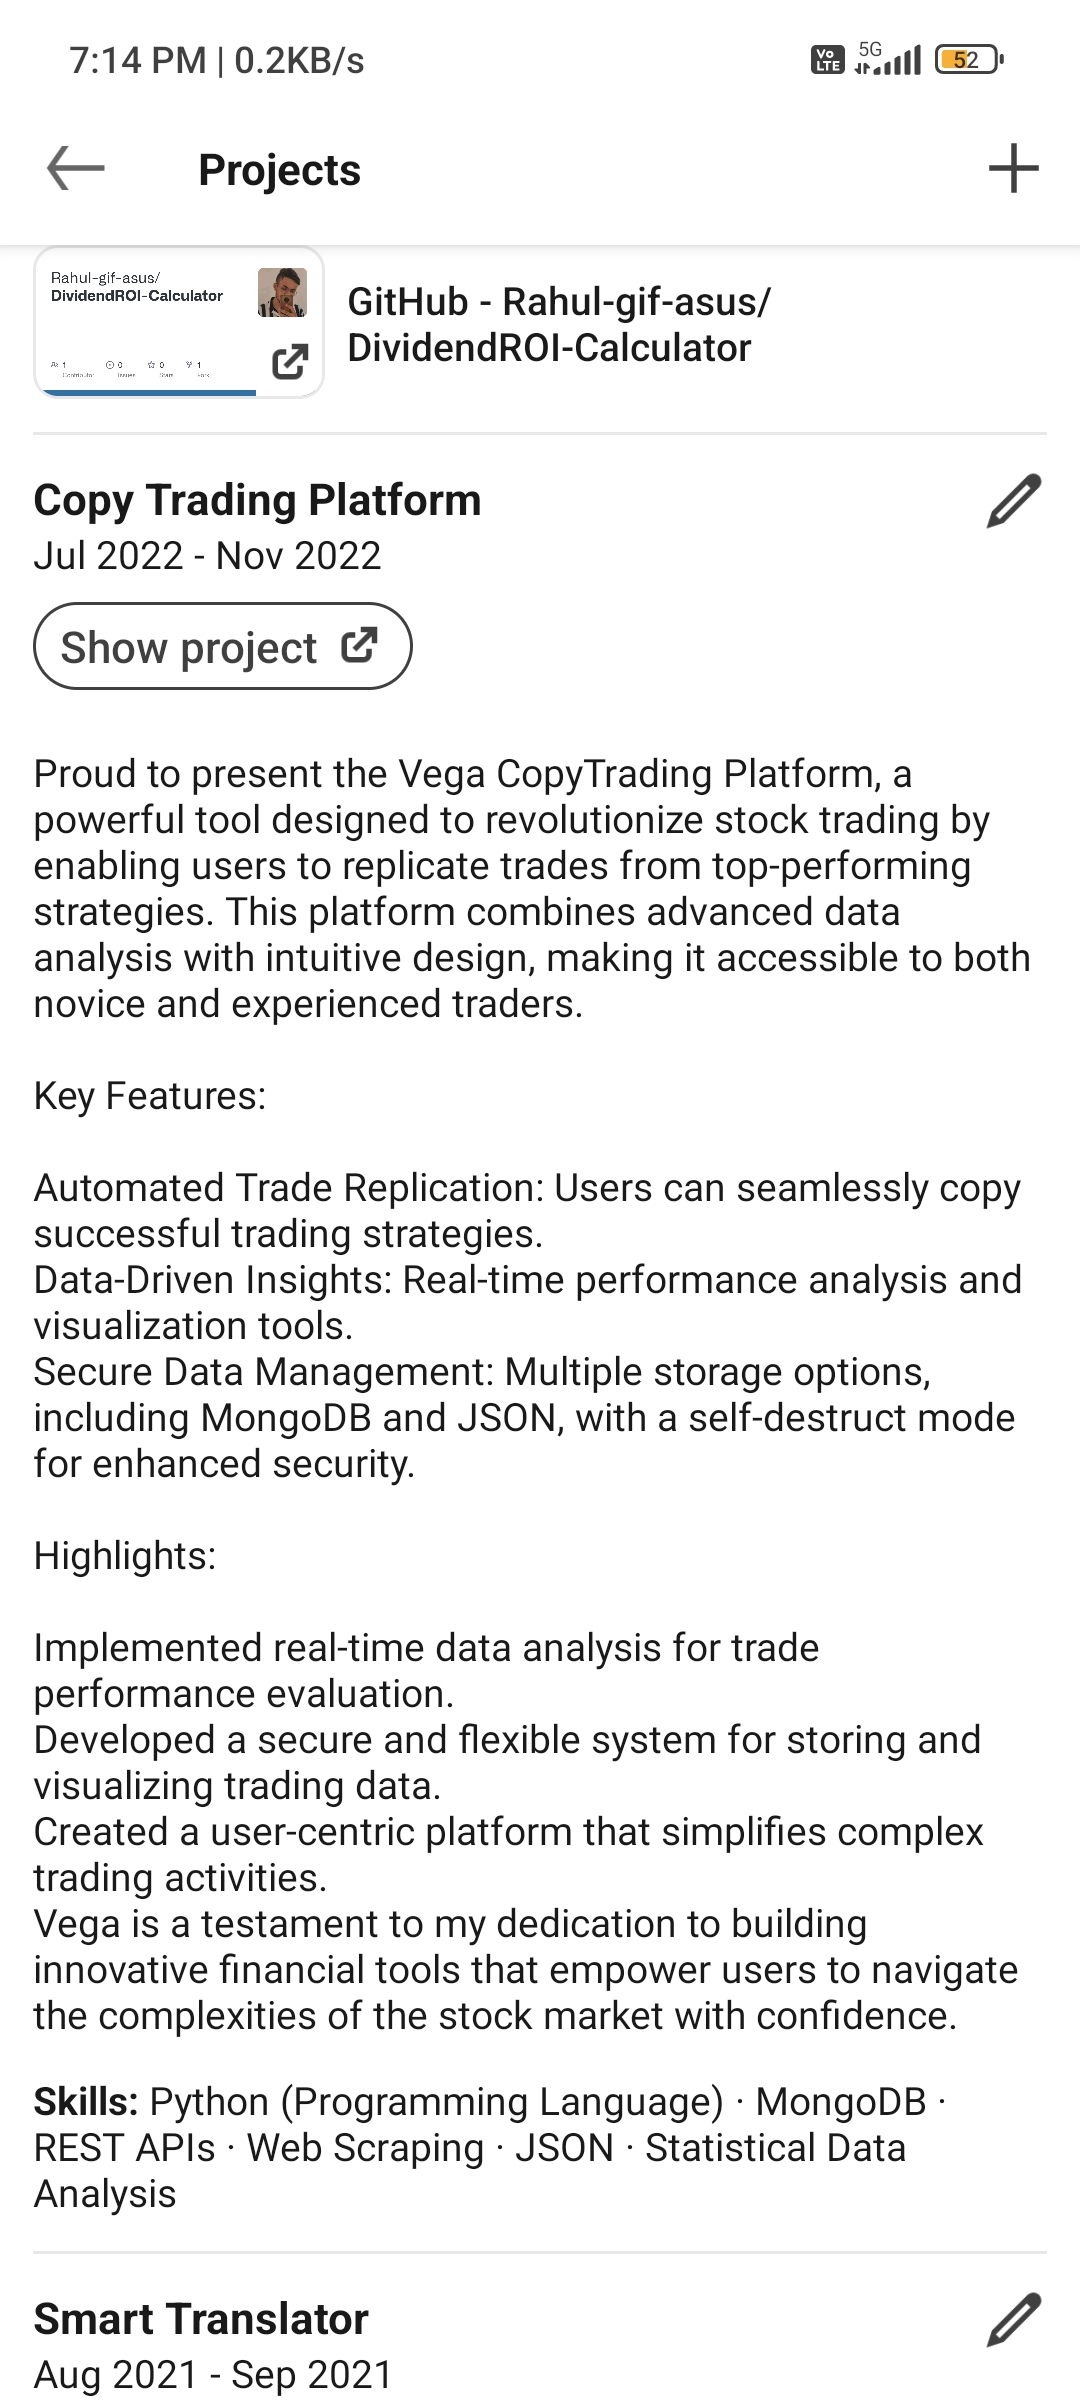 7:14 PM | 0.2KB/s
Vo LTE
5G
52
Projects
Rahul-gif-asus/
DividendROI-Calculator
1 Contributor
0 Issues
0 Stars
1 Fork
GitHub - Rahul-gif-asus/
DividendROI-Calculator
Copy Trading Platform
Jul 2022 - Nov 2022
Show project
Proud to present the Vega CopyTrading Platform, a
powerful tool designed to revolutionize stock trading by
enabling users to replicate trades from top-performing
strategies. This platform combines advanced data
analysis with intuitive design, making it accessible to both
novice and experienced traders.
Key Features:
Automated Trade Replication: Users can seamlessly copy
successful trading strategies.
Data-Driven Insights: Real-time performance analysis and
visualization tools.
Secure Data Management: Multiple storage options,
including MongoDB and JSON, with a self-destruct mode
for enhanced security.
Highlights:
Implemented real-time data analysis for trade
performance evaluation.
Developed a secure and flexible system for storing and
visualizing trading data.
Created a user-centric platform that simplifies complex
trading activities.
Vega is a testament to my dedication to building
innovative financial tools that empower users to navigate
the complexities of the stock market with confidence.
Skills: Python (Programming Language) · MongoDB ·
REST APIs · Web Scraping · JSON · Statistical Data
Analysis
Smart Translator
Aug 2021 - Sep 2021